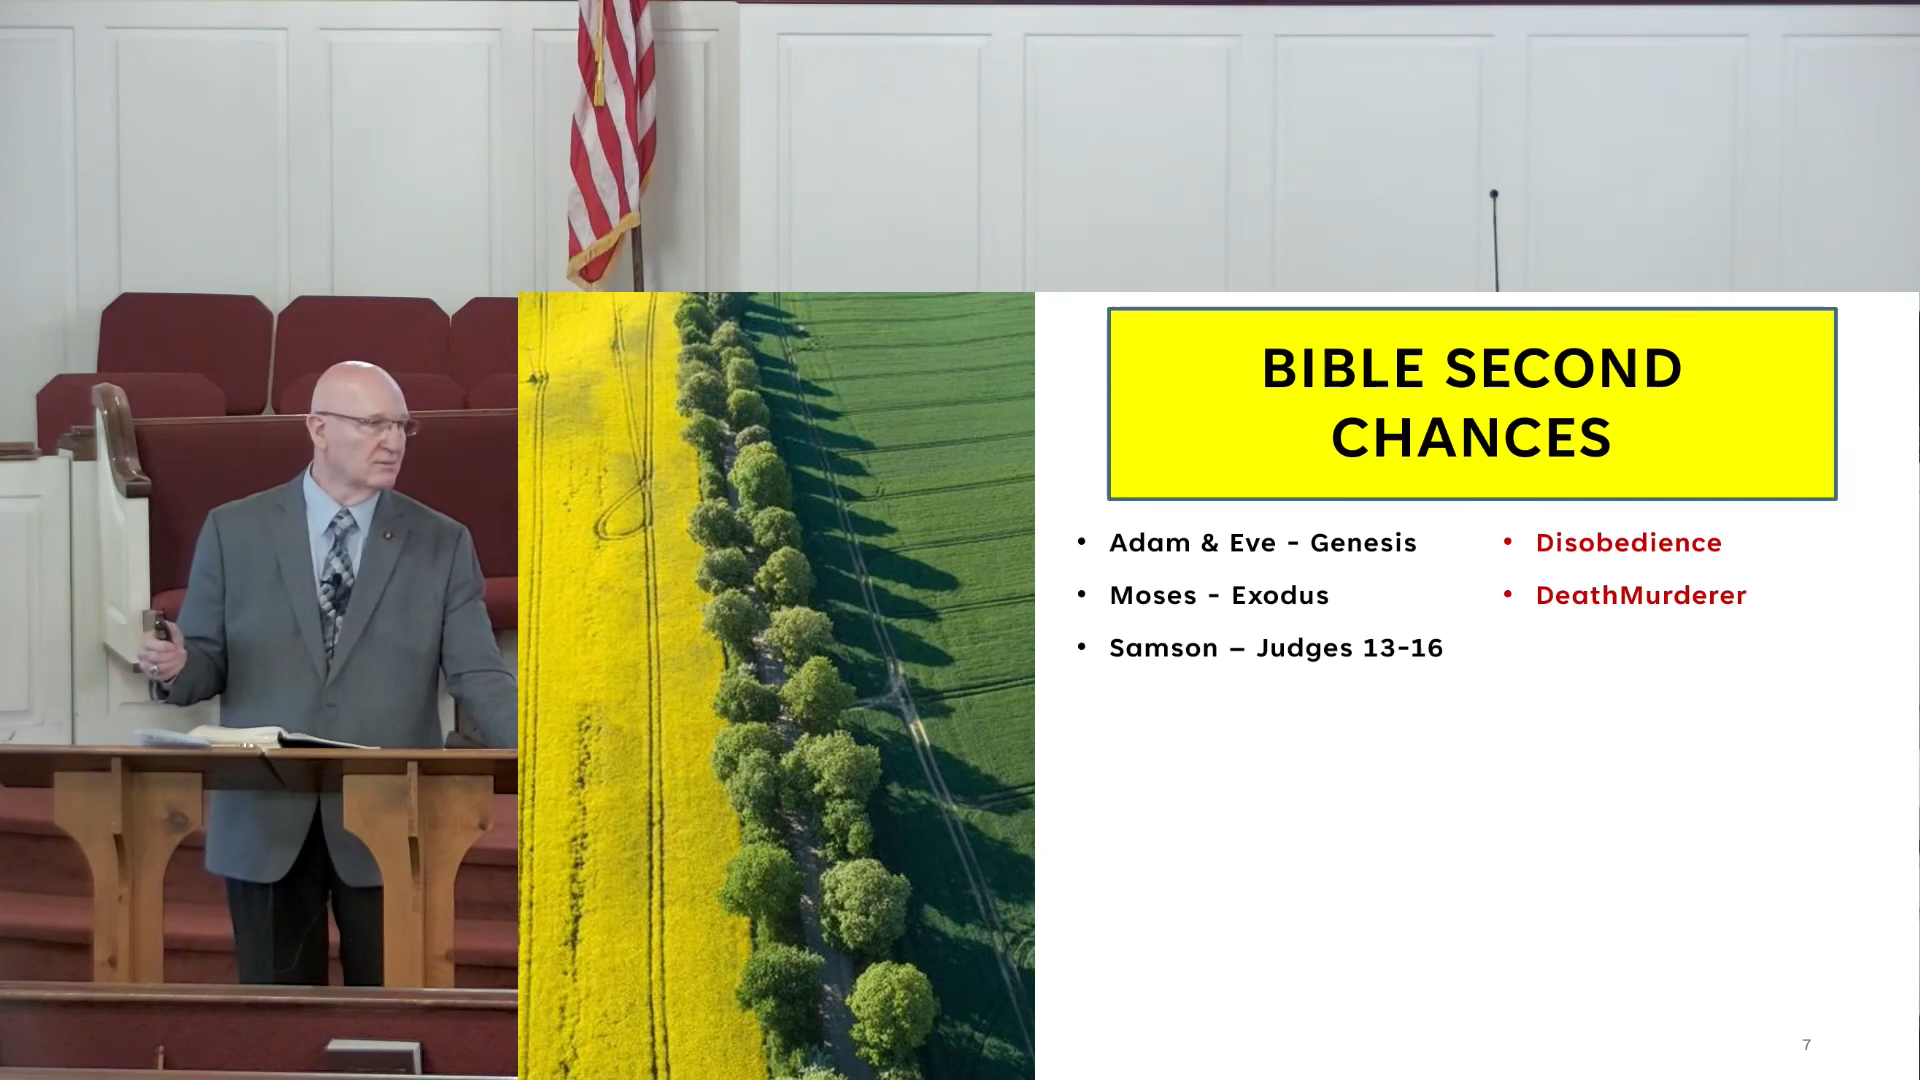 BIBLE SECOND
CHANCES
• Adam & Eve - Genesis
• Moses - Exodus
• Samson – Judges 13-16
• Disobedience
• DeathMurderer
7